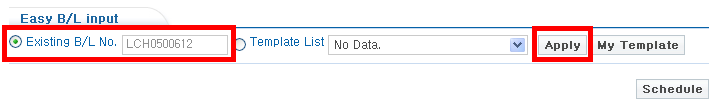 Easy B/L input
Existing B/L No. LCH0500612 Template List No Data. Apply My Template
Schedule